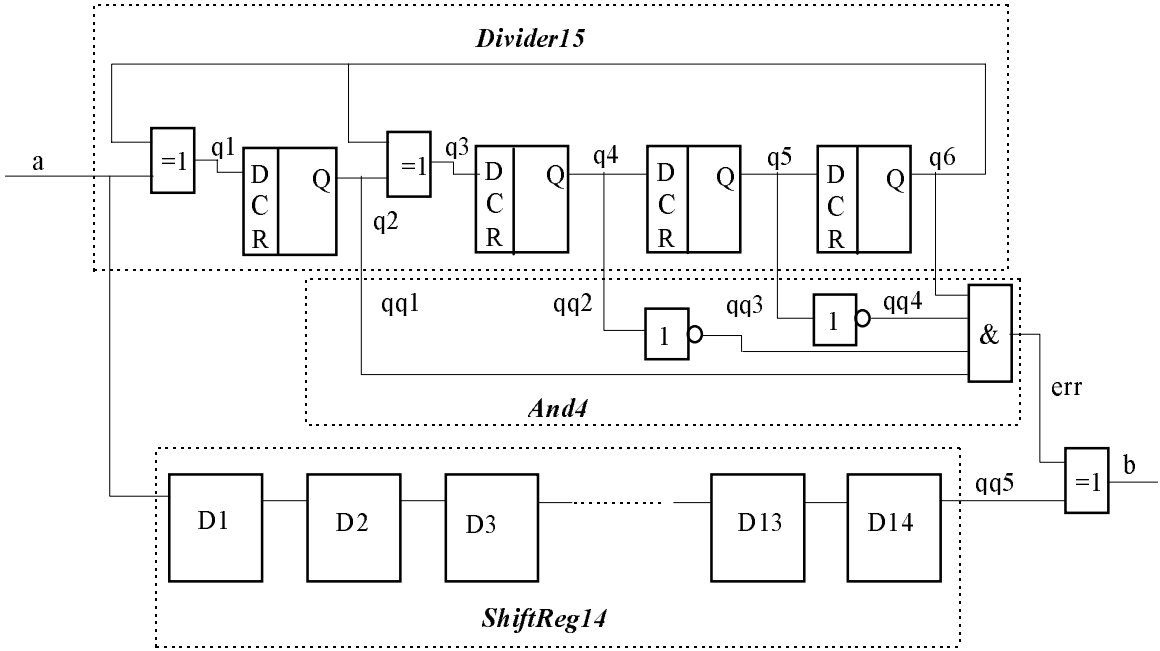 Divider15
a
=1
q1
D
C
R
Q
q2
=1
q3
D
C
R
Q
q4
D
C
R
Q
q5
D
C
R
Q
q6
qq1
qq2
1
qq3
1
qq4
&
And4
err
D1
D2
D3
D13
D14
qq5
=1
b
ShiftReg14